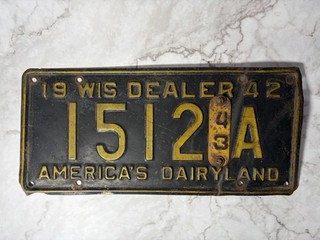 19 WIS DEALER 42
1512 43 A
AMERICA'S DAIRYLAND